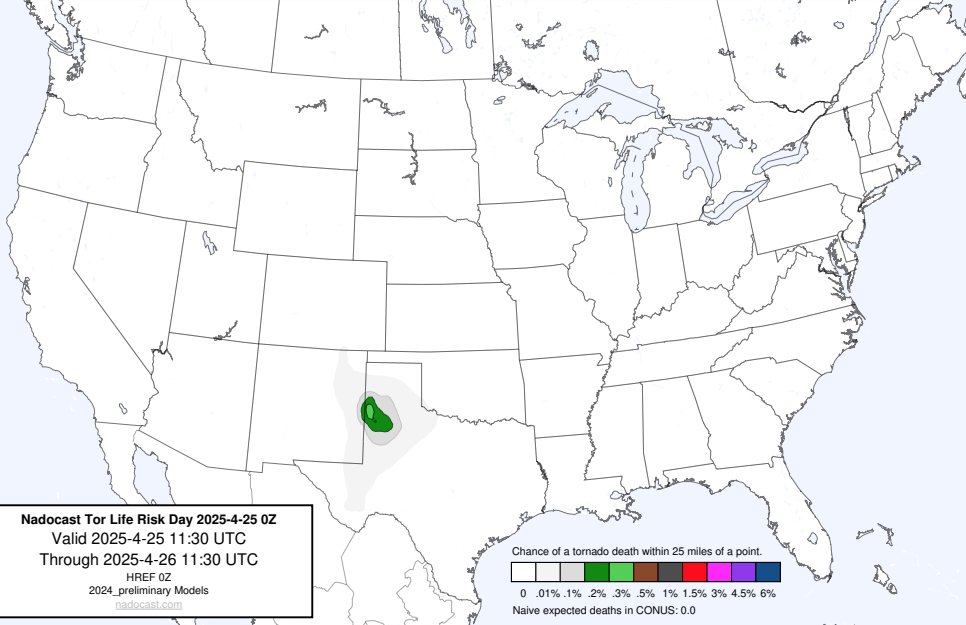 Nadocast Tor Life Risk Day 2025-4-25 0Z
Valid 2025-4-25 11:30 UTC
Through 2025-4-26 11:30 UTC
HREF 0Z
2024_preliminary Models
nadocast.com
Chance of a tornado death within 25 miles of a point.
0 .01% .1% .2% .3% .5% 1% 1.5% 3% 4.5% 6%
Naive expected deaths in CONUS: 0.0